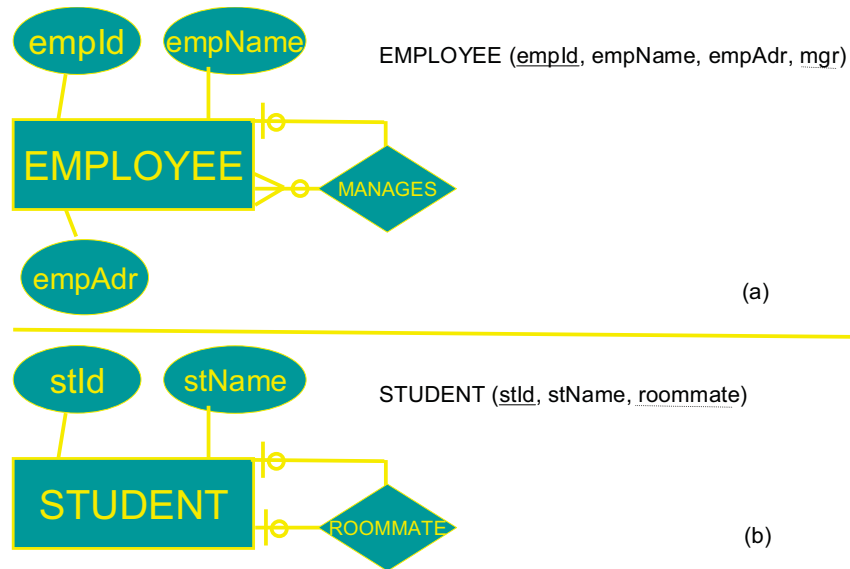 empId empName
EMPLOYEE (empId, empName, empAdr, mgr)
EMPLOYEE
MANAGES
empAdr
(a)
stId stName
STUDENT (stId, stName, roommate)
STUDENT
ROOMMATE
(b)